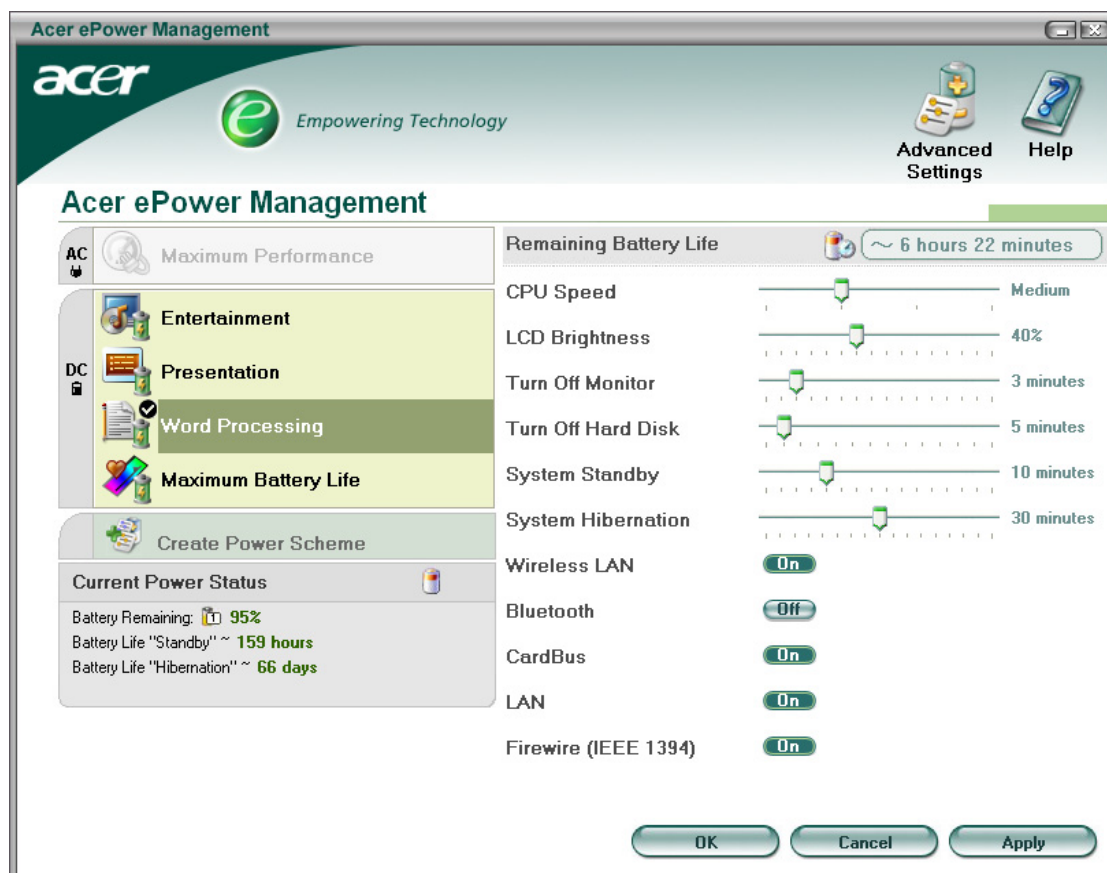 Acer ePower Management
acer
e Empowering Technology
Advanced Settings
Help
Acer ePower Management
AC
Maximum Performance
DC
Entertainment
Presentation
Word Processing
Maximum Battery Life
Create Power Scheme
Current Power Status
Battery Remaining: 1 95%
Battery Life "Standby" ~ 159 hours
Battery Life "Hibernation" ~ 66 days
Remaining Battery Life ~ 6 hours 22 minutes
CPU Speed Medium
LCD Brightness 40%
Turn Off Monitor 3 minutes
Turn Off Hard Disk 5 minutes
System Standby 10 minutes
System Hibernation 30 minutes
Wireless LAN On
Bluetooth Off
CardBus On
LAN On
Firewire (IEEE 1394) On
OK Cancel Apply